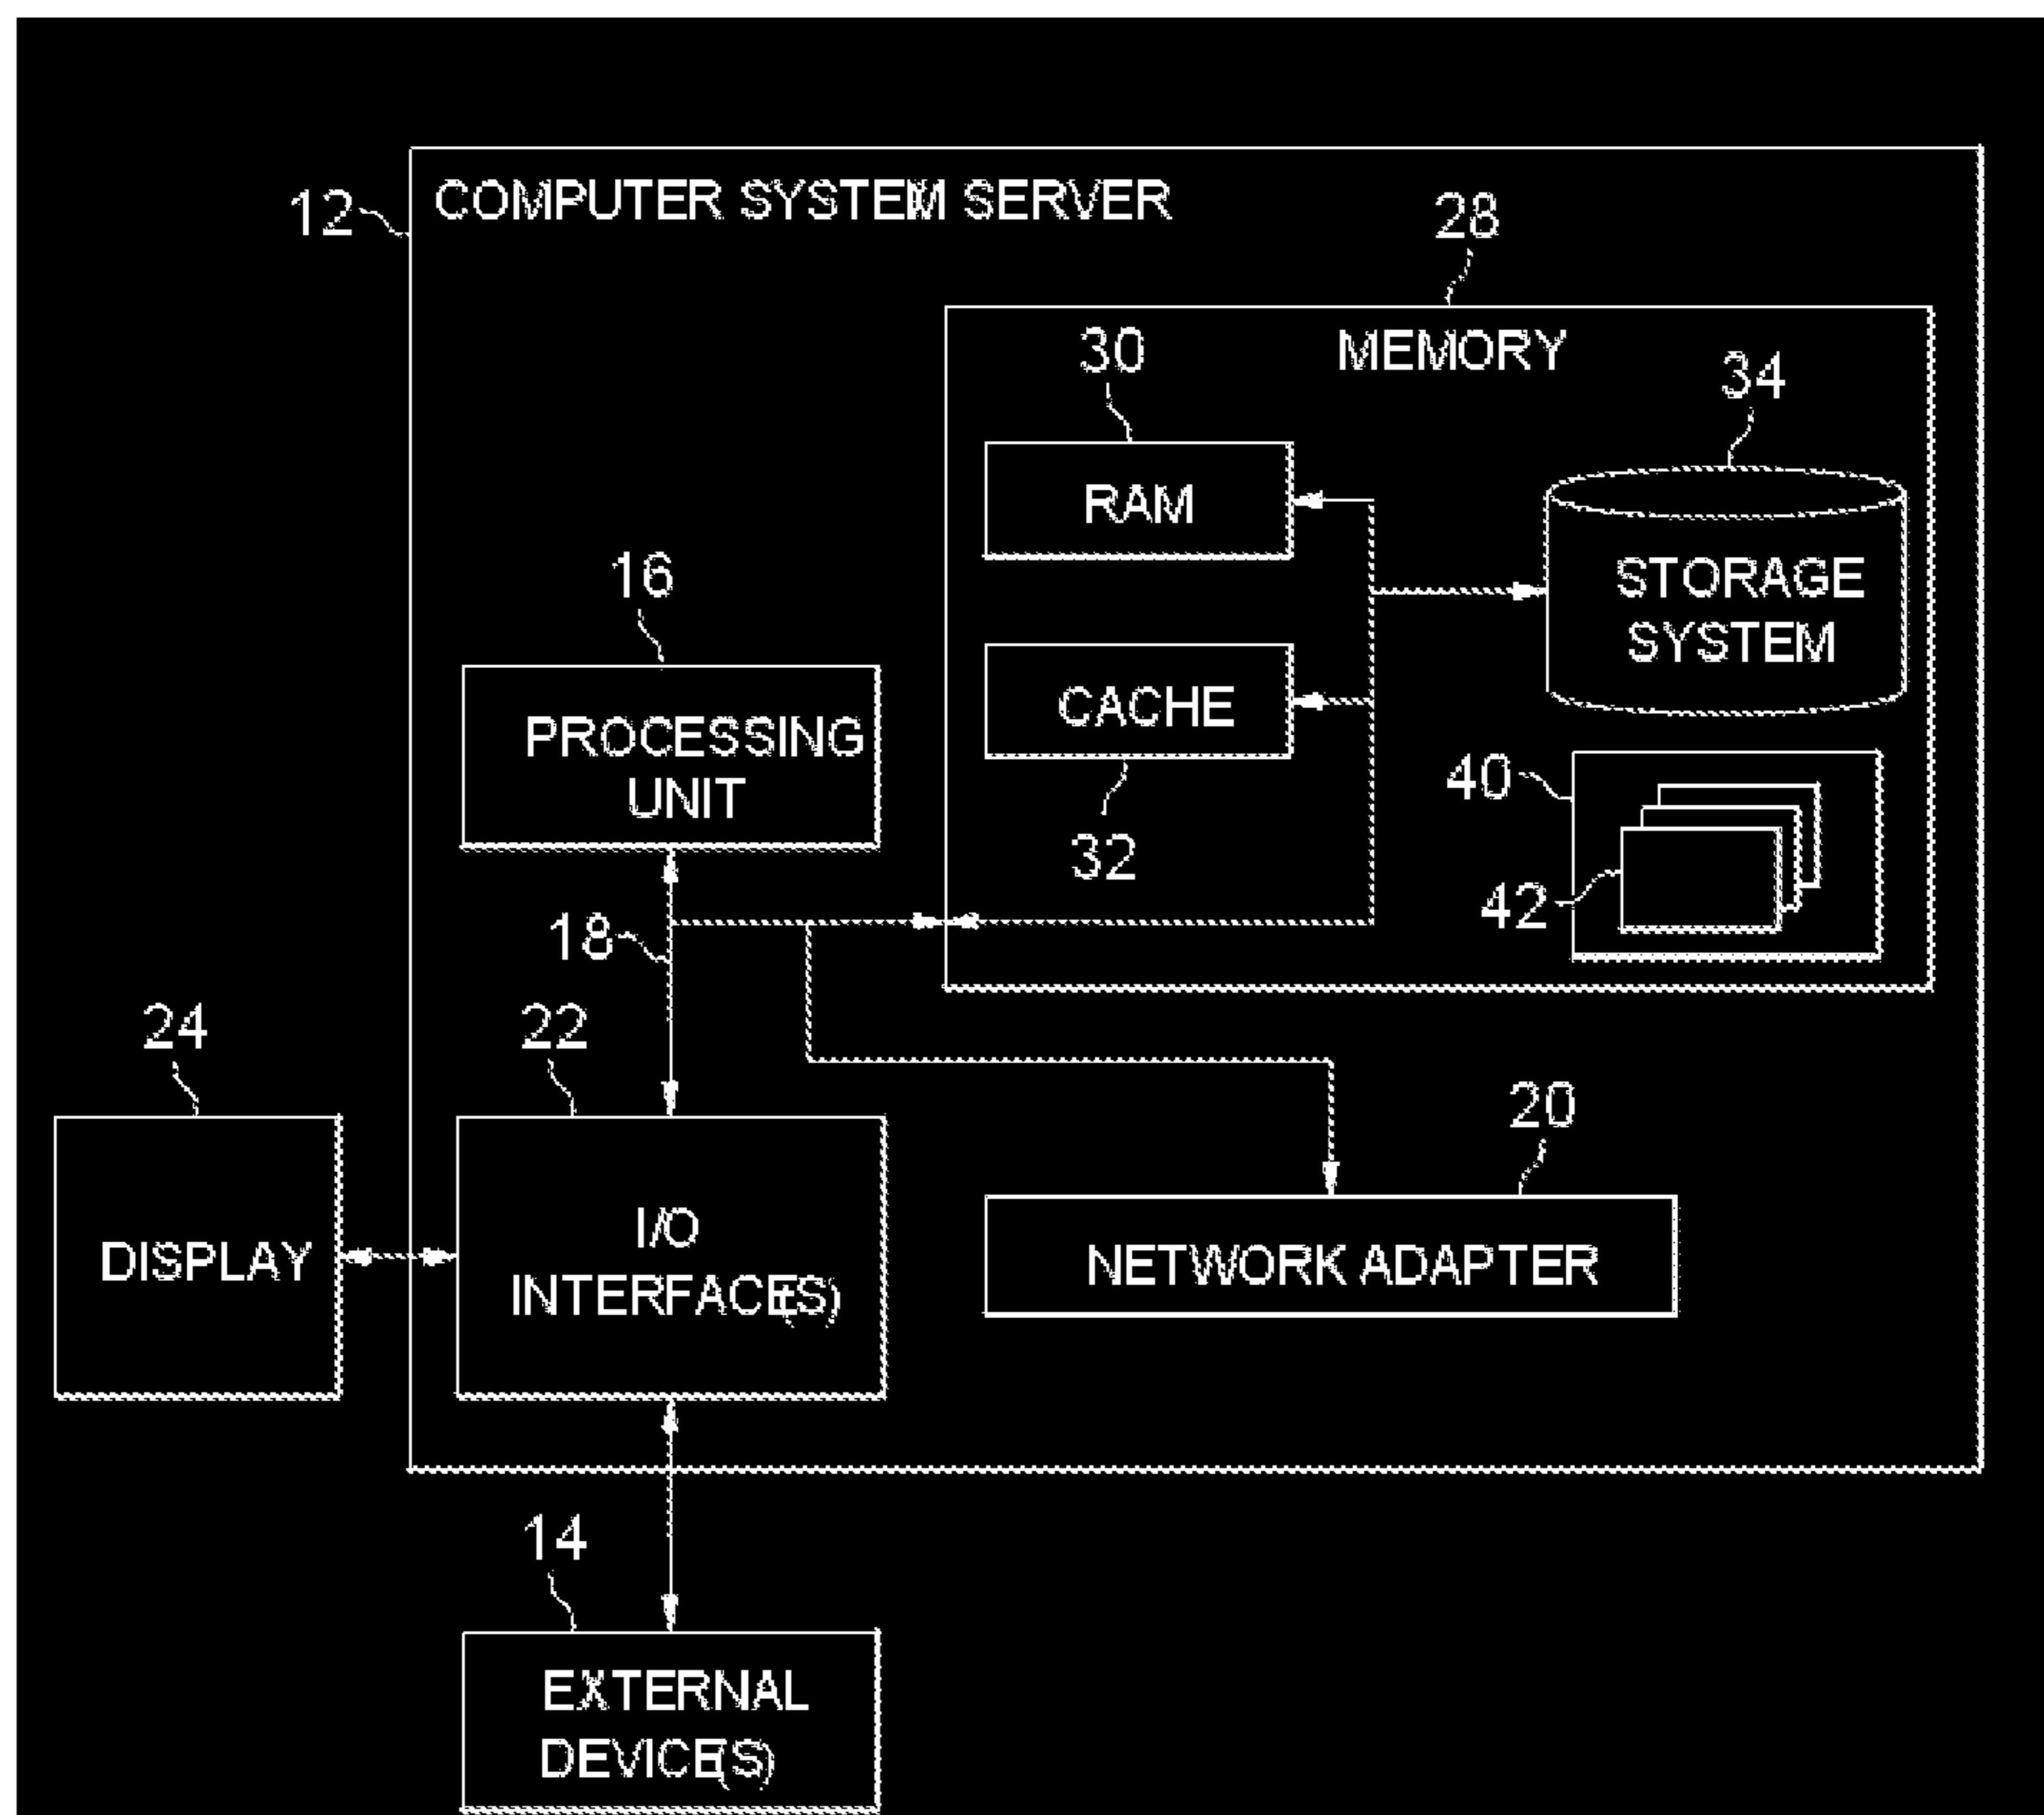 12
COMPUTER SYSTEM SERVER
28
MEMORY
30
34
RAM
STORAGE
SYSTEM
16
CACHE
PROCESSING
UNIT
32
40
42
18
24
22
20
DISPLAY
I/O
INTERFACE(S)
NETWORK ADAPTER
14
EXTERNAL
DEVICE(S)